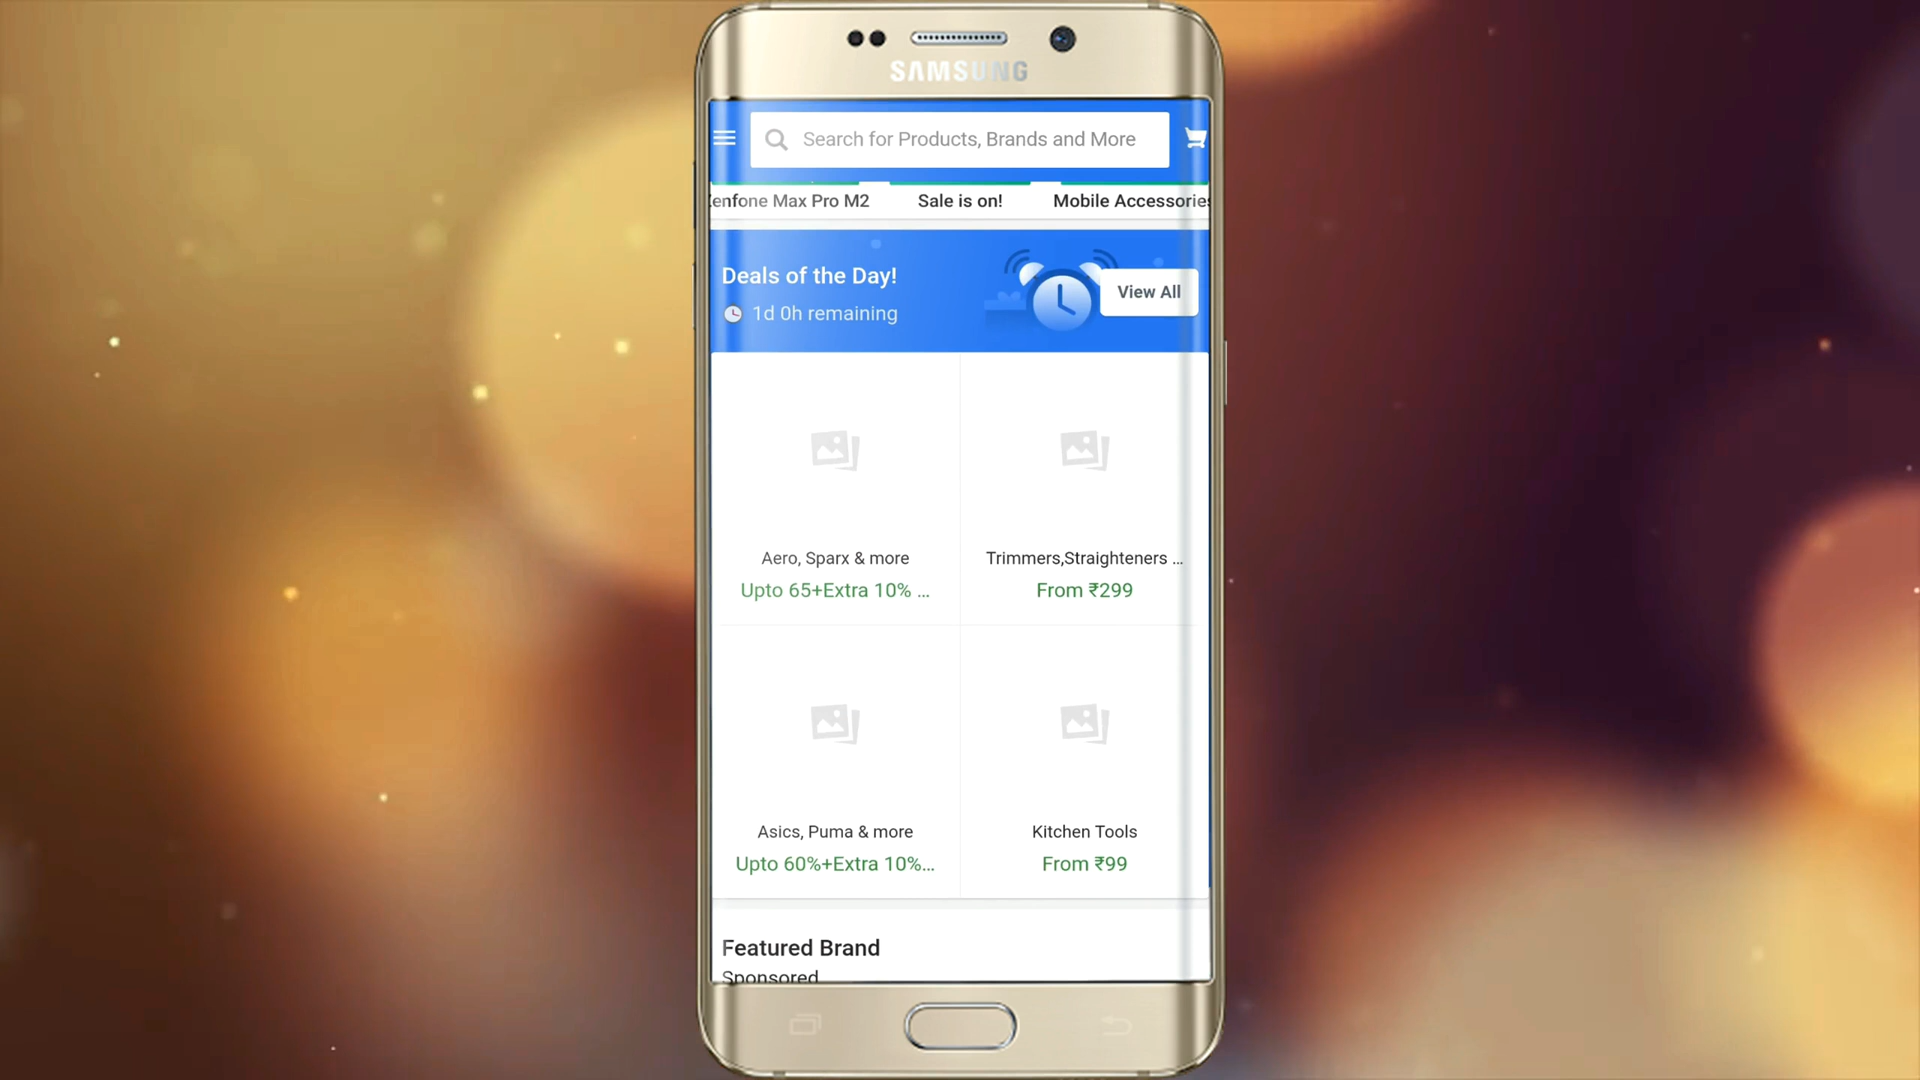 SAMSUNG
Search for Products, Brands and More
enfone Max Pro M2
Sale is on!
Mobile Accessories
Deals of the Day!
1d 0h remaining
View All
Aero, Sparx & more
Upto 65+Extra 10% ...
Trimmers,Straighteners ...
From ₹299
Asics, Puma & more
Upto 60%+Extra 10%...
Kitchen Tools
From ₹99
Featured Brand
Sponsored